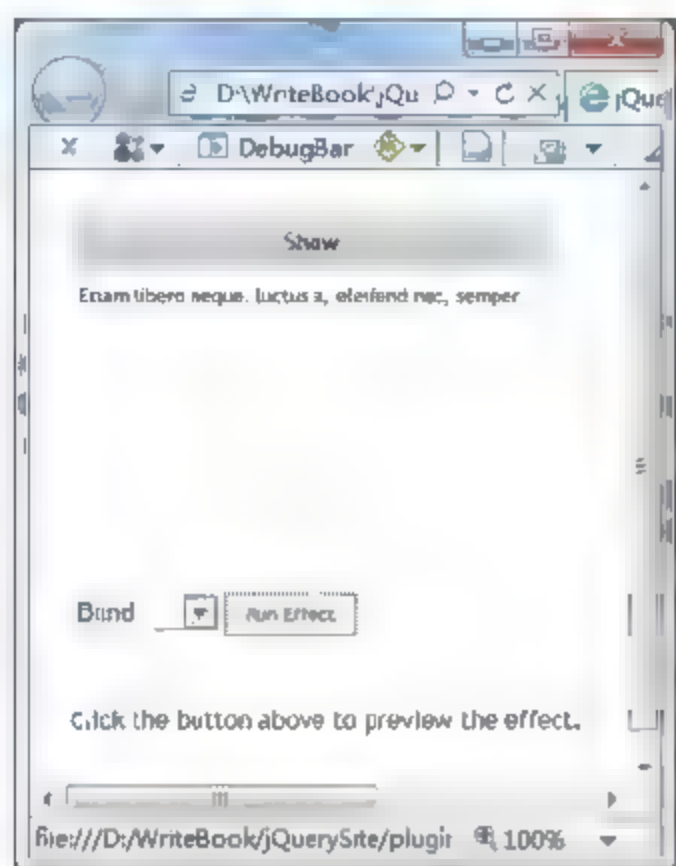 D:\WriteBook\jQu
jQue
DebugBar
Show
Etiam libero neque, luctus a, eleifend nec, semper
Blind
Run Effect
Click the button above to preview the effect.
file:///D:/WriteBook/jQuerySite/plugin
100%